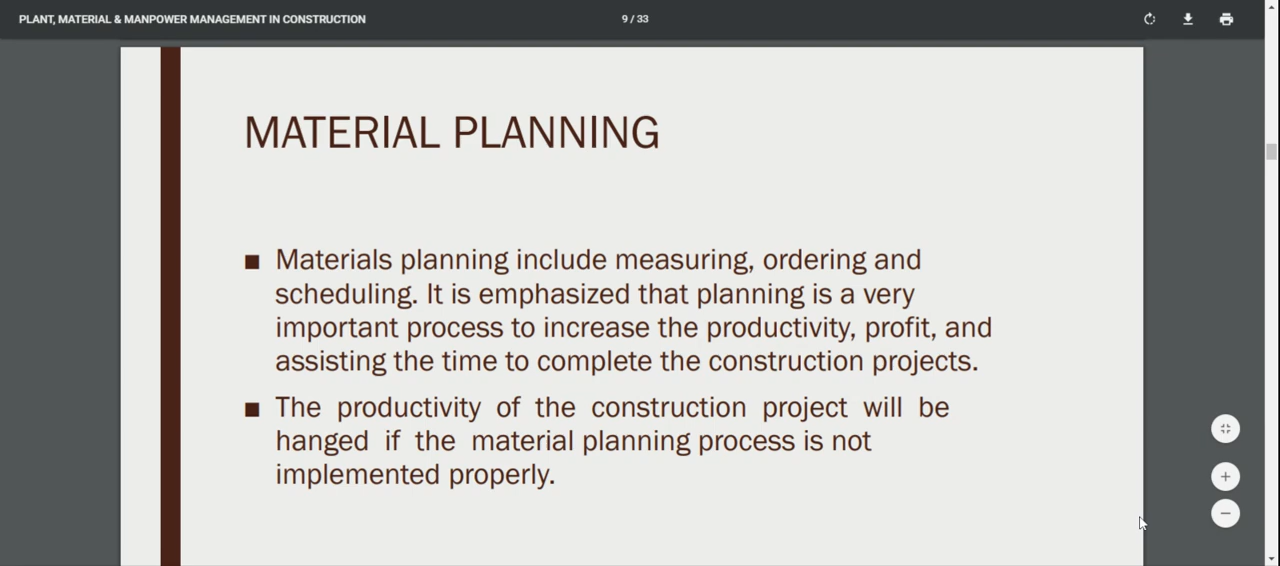 PLANT, MATERIAL & MANPOWER MANAGEMENT IN CONSTRUCTION
9 / 33
MATERIAL PLANNING
■ Materials planning include measuring, ordering and
scheduling. It is emphasized that planning is a very
important process to increase the productivity, profit, and
assisting the time to complete the construction projects.
■ The productivity of the construction project will be
hanged if the material planning process is not
implemented properly.